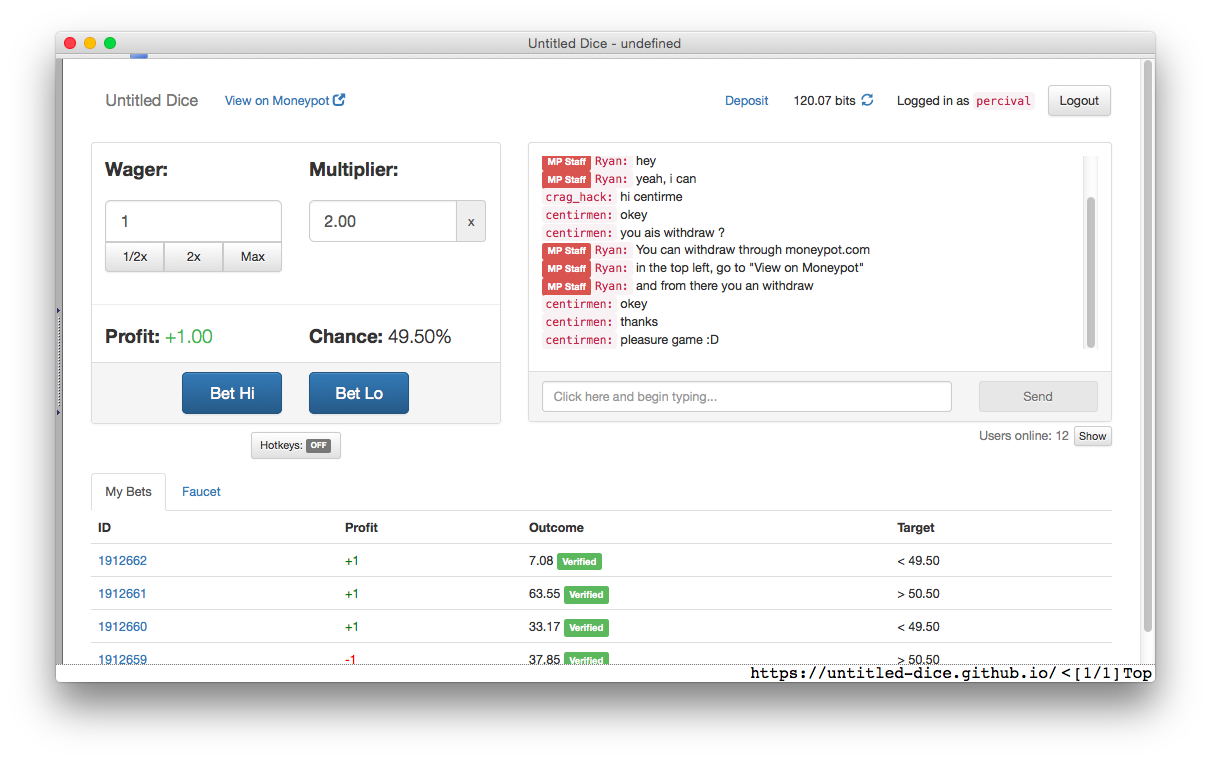 Untitled Dice - undefined
Untitled Dice View on Moneypot Deposit 120.07 bits Logged in as percival Logout
Wager: Multiplier:
1 2.00 x
1/2x 2x Max
Profit: +1.00 Chance: 49.50%
Bet Hi Bet Lo
Hotkeys: OFF
MP Staff Ryan: hey
MP Staff Ryan: yeah, i can
crag_hack: hi centirme
centirmen: okey
centirmen: you ais withdraw ?
MP Staff Ryan: You can withdraw through moneypot.com
MP Staff Ryan: in the top left, go to "View on Moneypot"
MP Staff Ryan: and from there you an withdraw
centirmen: okey
centirmen: thanks
centirmen: pleasure game :D
Click here and begin typing... Send
Users online: 12 Show
My Bets Faucet
ID Profit Outcome Target
1912662 +1 7.08 Verified < 49.50
1912661 +1 63.55 Verified > 50.50
1912660 +1 33.17 Verified < 49.50
1912659 -1 37.85 Verified > 50.50
https://untitled-dice.github.io/ <[1/1]Top